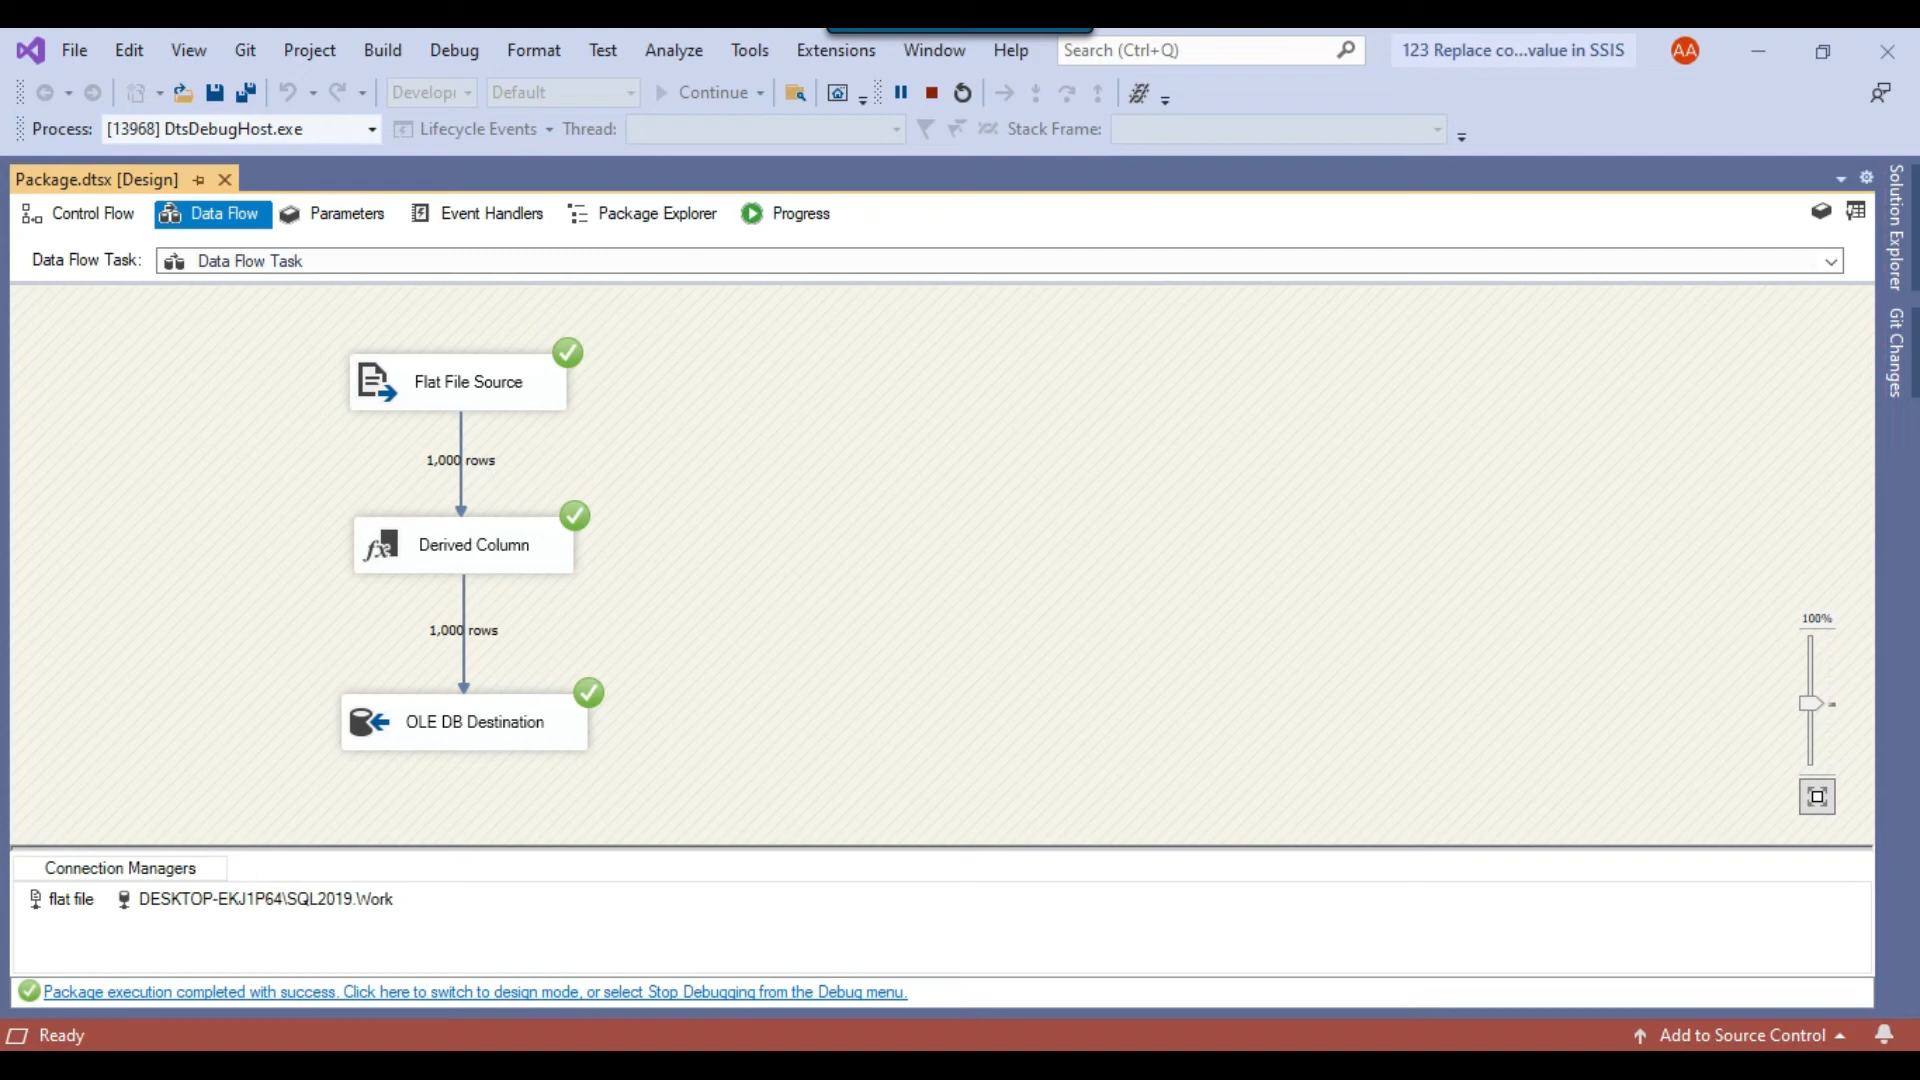 File Edit View Git Project Build Debug Format Test Analyze Tools Extensions Window Help Search (Ctrl+Q) 123 Replace co...value in SSIS AA
Developi Default Continue
Process: [13968] DtsDebugHost.exe Lifecycle Events Thread: Stack Frame:
Package.dtsx [Design]
Control Flow Data Flow Parameters Event Handlers Package Explorer Progress
Data Flow Task: Data Flow Task
Solution Explorer
Git Changes
Flat File Source
1,000 rows
fx Derived Column
1,000 rows
OLE DB Destination
100%
Connection Managers
flat file DESKTOP-EKJ1P64\SQL2019.Work
Package execution completed with success. Click here to switch to design mode, or select Stop Debugging from the Debug menu.
Ready Add to Source Control